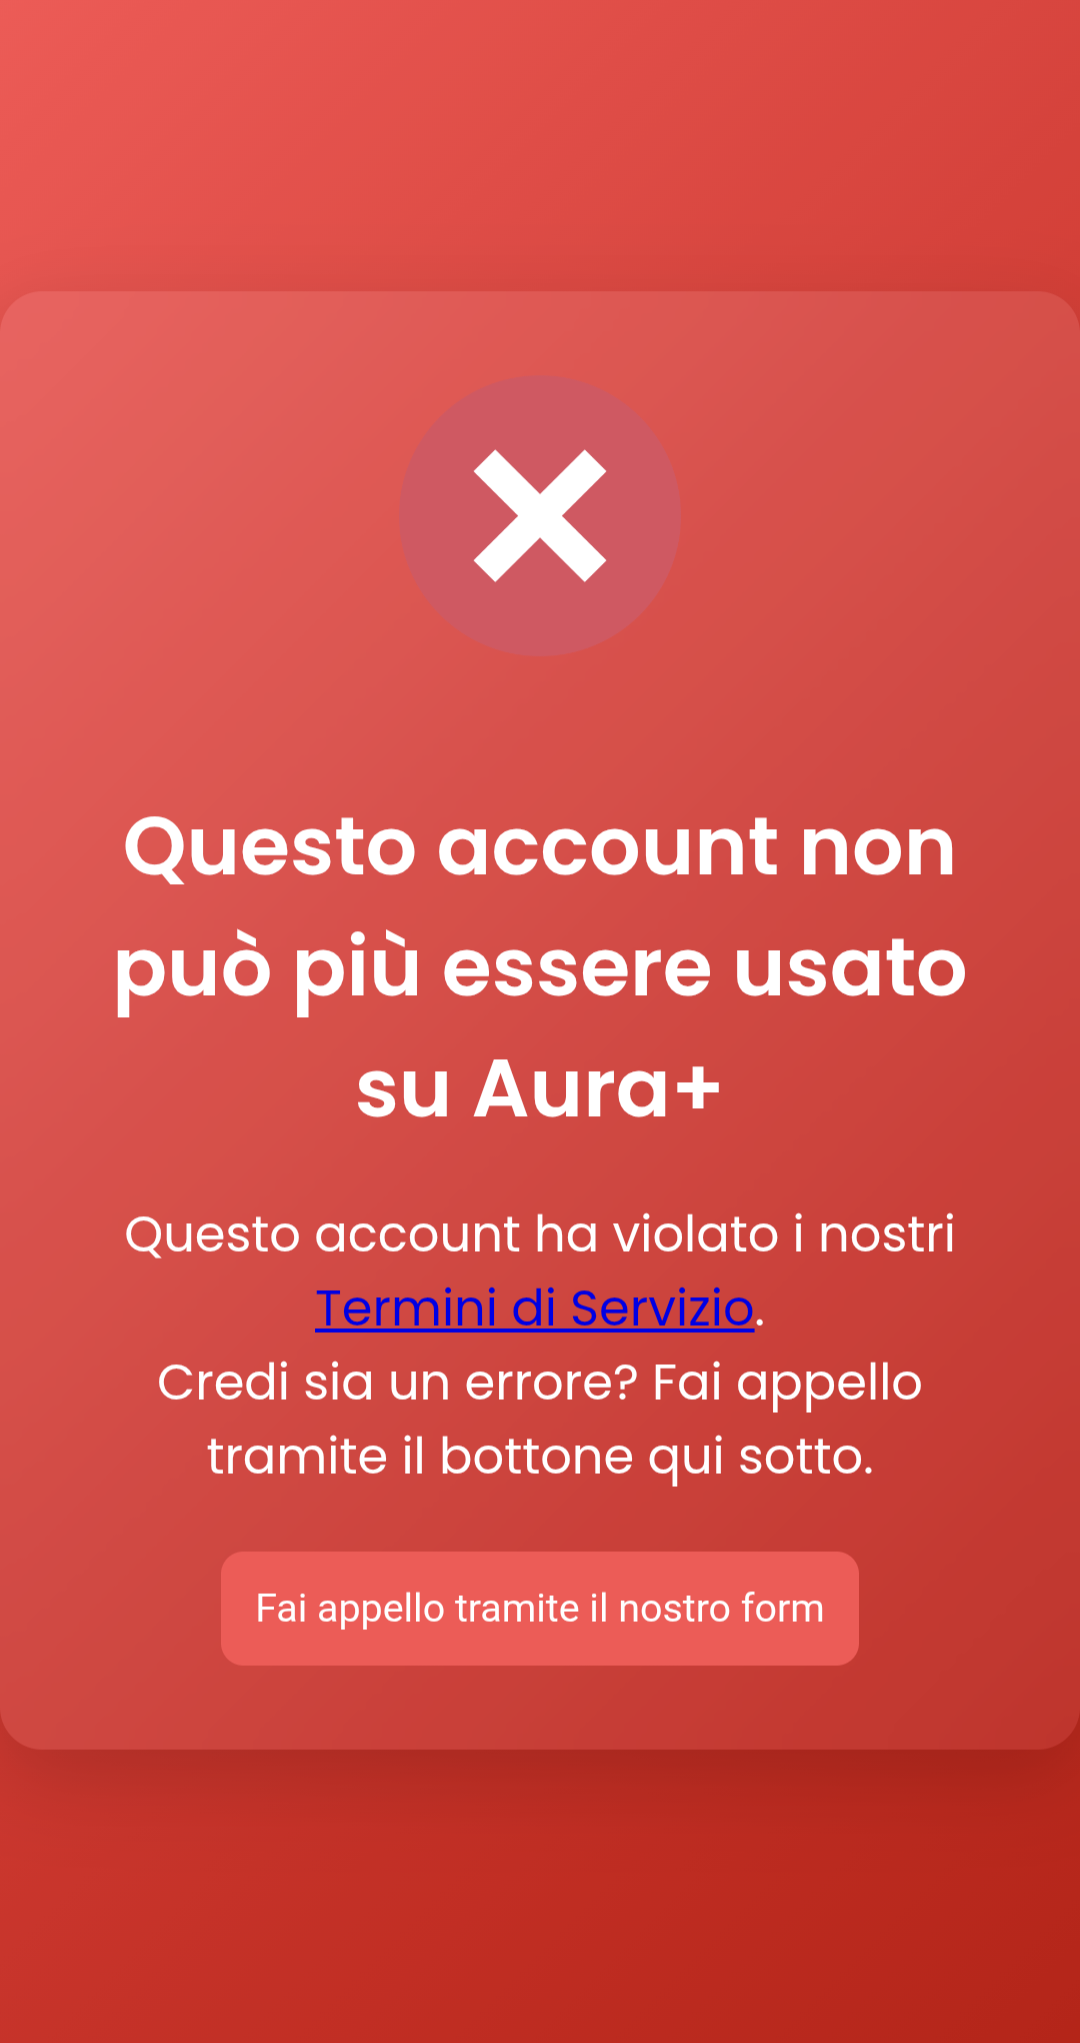 Questo account non
può più essere usato
su Aura+
Questo account ha violato i nostri
Termini di Servizio.
Credi sia un errore? Fai appello
tramite il bottone qui sotto.
Fai appello tramite il nostro form